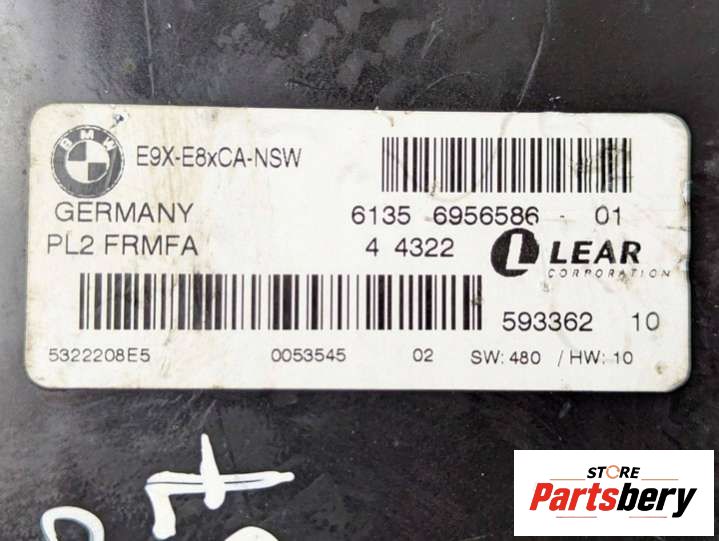 BMW
E9X-E8xCA-NSW
GERMANY 6135 6956586 - 01
PL2 FRMFA 4 4322 L LEAR
CORPORATION
593362 10
5322208E5 0053545 02 SW: 480 / HW: 10
STORE
Partsbery